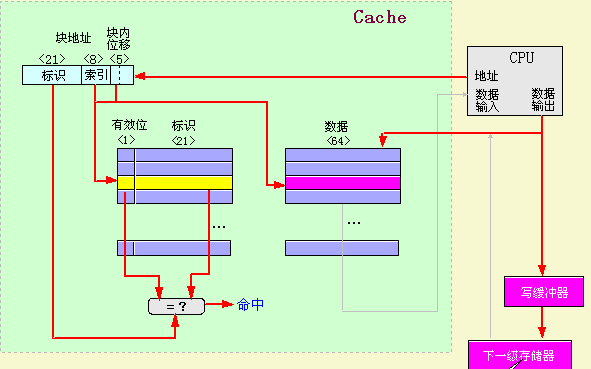 Cache
块地址
块内
位移
<21>
<8>
<5>
标识
索引
CPU
地址
数据
输入
数据
输出
有效位
<1>
标识
<21>
数据
<64>
...
...
= ?
命中
写缓冲器
下一级存储器